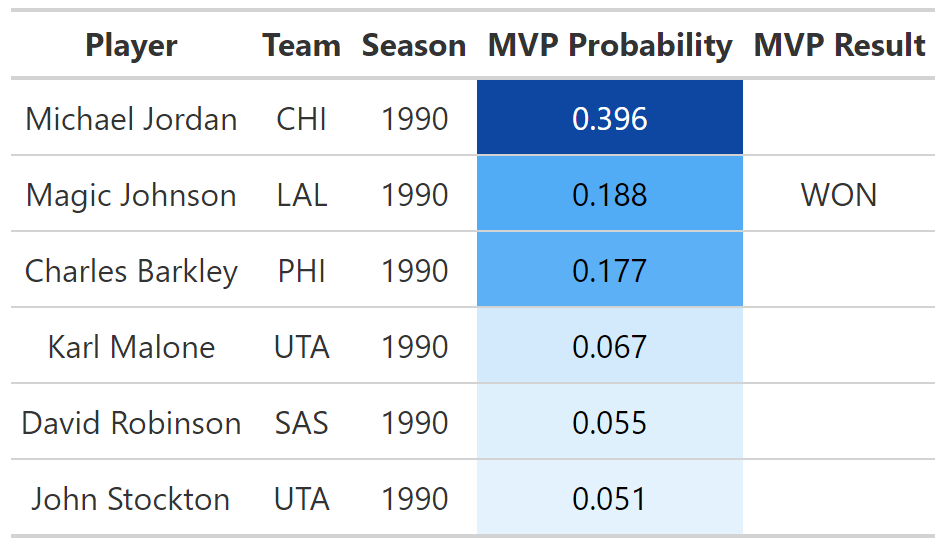 Player Team Season MVP Probability MVP Result
Michael Jordan CHI 1990 0.396
Magic Johnson LAL 1990 0.188 WON
Charles Barkley PHI 1990 0.177
Karl Malone UTA 1990 0.067
David Robinson SAS 1990 0.055
John Stockton UTA 1990 0.051